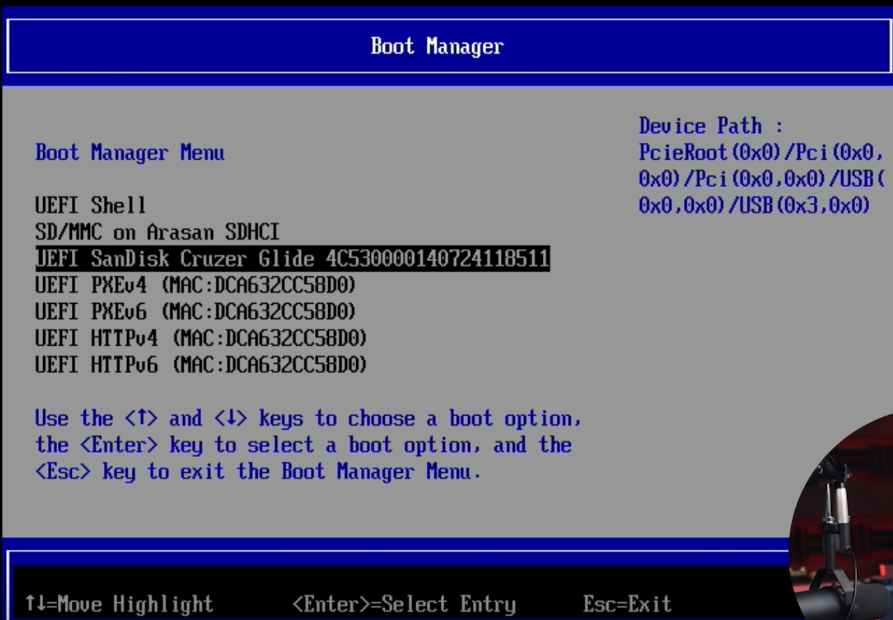 Boot Manager
Device Path :
Boot Manager Menu
PcieRoot(0x0)/Pci(0x0,
0x0)/Pci(0x0,0x0)/USB(
UEFI Shell
0x0,0x0)/USB(0x3,0x0)
SD/MMC on Arasan SDHCI
UEFI SanDisk Cruzer Glide 4C530000140724118511
UEFI PXEv4 (MAC:DCA632CC58D0)
UEFI PXEv6 (MAC:DCA632CC58D0)
UEFI HTTPv4 (MAC:DCA632CC58D0)
UEFI HTTPv6 (MAC:DCA632CC58D0)
Use the <↑> and <↓> keys to choose a boot option,
the <Enter> key to select a boot option, and the
<Esc> key to exit the Boot Manager Menu.
↑↓=Move Highlight <Enter>=Select Entry Esc=Exit